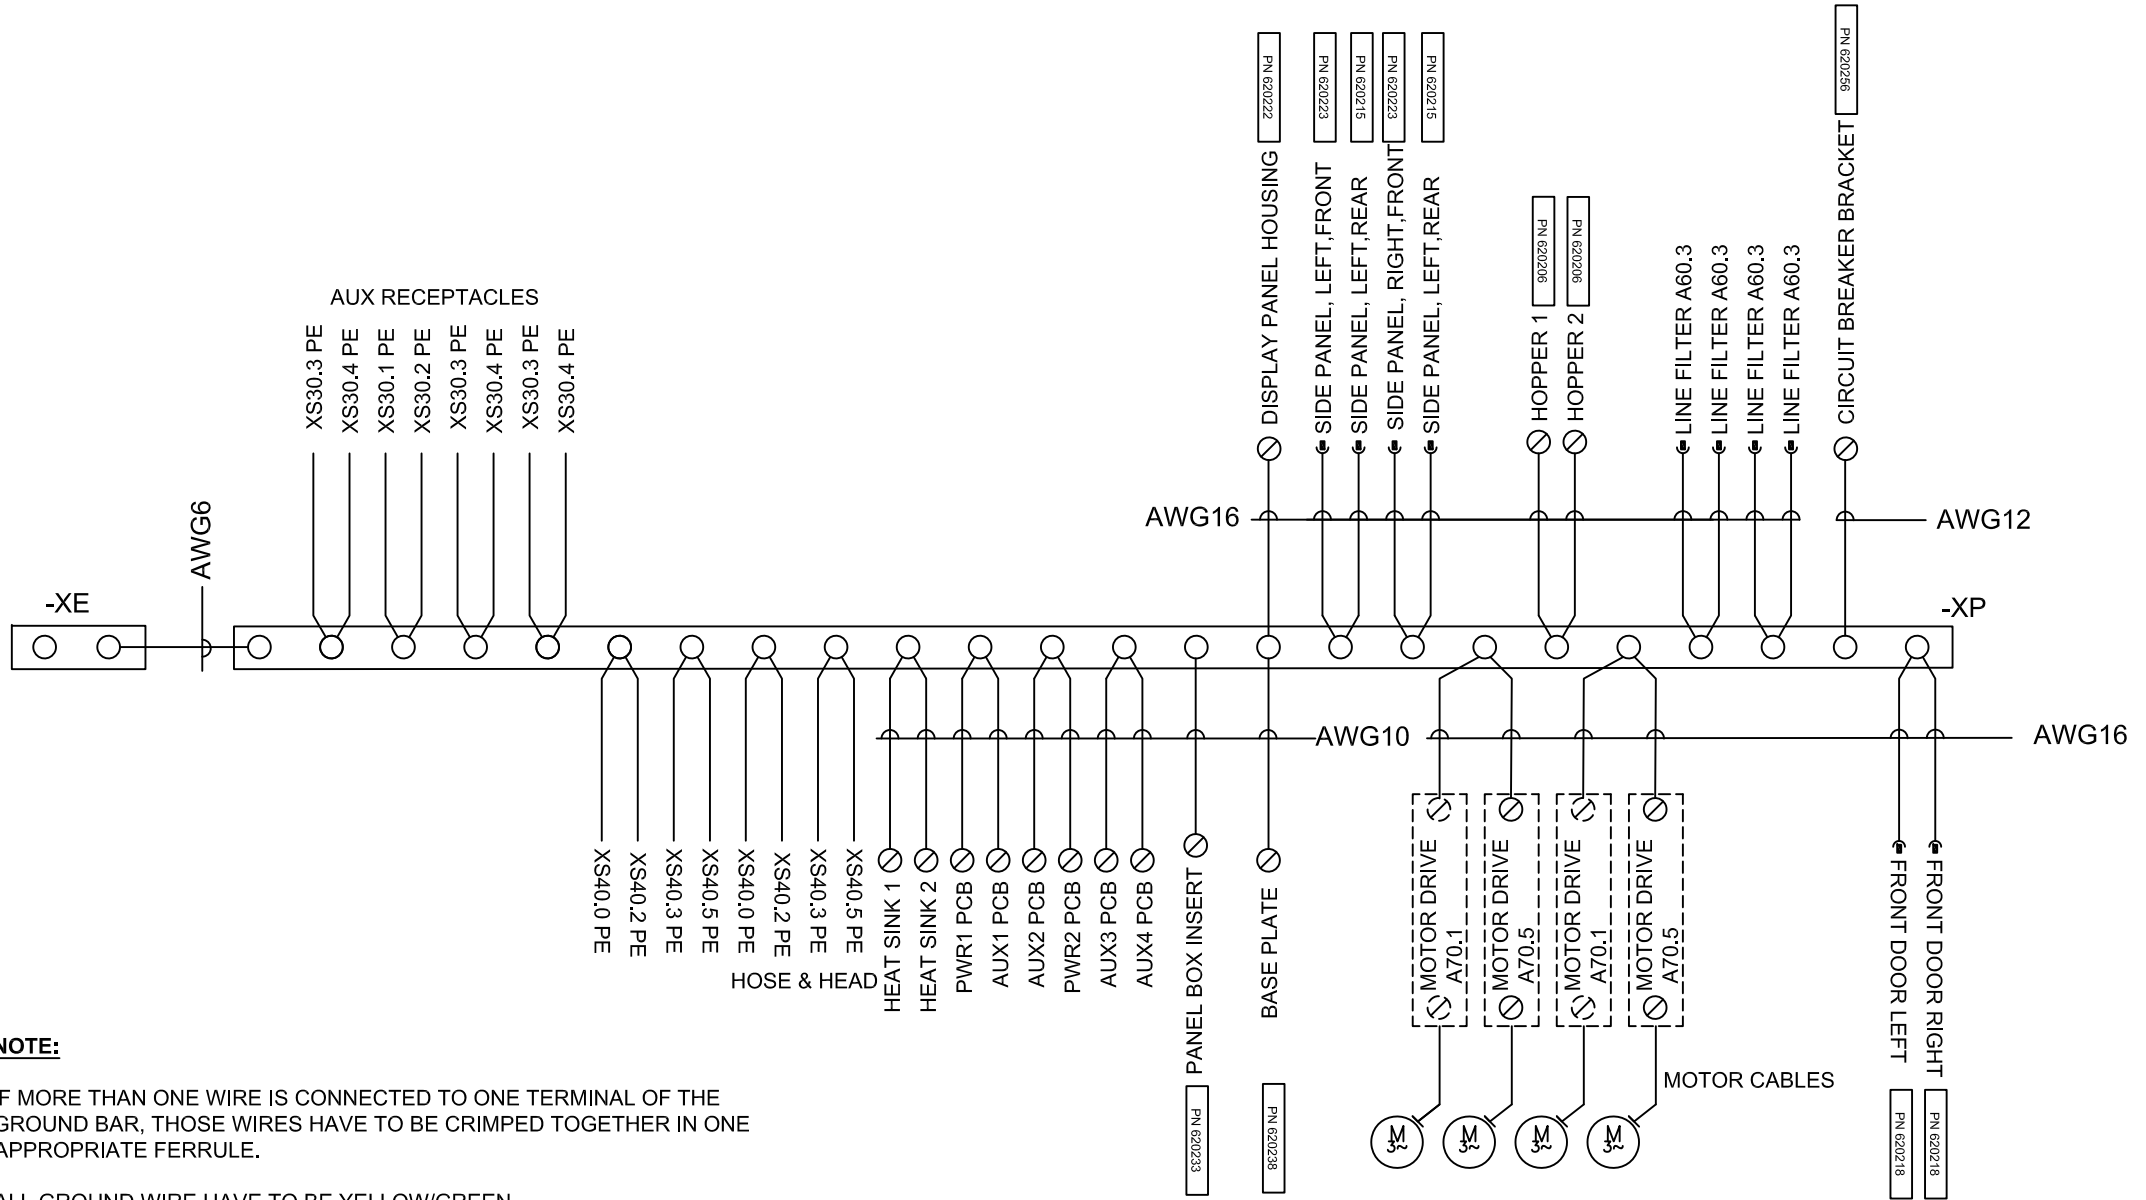 PN 620222
PN 620223
PN 620215
PN 620223
PN 620215
PN 620256
DISPLAY PANEL HOUSING
SIDE PANEL, LEFT,FRONT
SIDE PANEL, LEFT,REAR
SIDE PANEL, RIGHT,FRONT
SIDE PANEL, LEFT,REAR
PN 620206
PN 620206
HOPPER 1
HOPPER 2
LINE FILTER A60.3
LINE FILTER A60.3
LINE FILTER A60.3
LINE FILTER A60.3
CIRCUIT BREAKER BRACKET
AUX RECEPTACLES
XS30.3 PE
XS30.4 PE
XS30.1 PE
XS30.2 PE
XS30.3 PE
XS30.4 PE
XS30.3 PE
XS30.4 PE
AWG6
AWG16
AWG12
-XE
-XP
AWG10
AWG16
XS40.0 PE
XS40.2 PE
XS40.3 PE
XS40.5 PE
XS40.0 PE
XS40.2 PE
XS40.3 PE
XS40.5 PE
HOSE & HEAD
HEAT SINK 1
HEAT SINK 2
PWR1 PCB
AUX1 PCB
AUX2 PCB
PWR2 PCB
AUX3 PCB
AUX4 PCB
PANEL BOX INSERT
BASE PLATE
MOTOR DRIVE
A70.1
MOTOR DRIVE
A70.5
MOTOR DRIVE
A70.1
MOTOR DRIVE
A70.5
FRONT DOOR LEFT
FRONT DOOR RIGHT
MOTOR CABLES
PN 620233
PN 620238
M
3~
M
3~
M
3~
M
3~
PN 620218
PN 620218
NOTE:
IF MORE THAN ONE WIRE IS CONNECTED TO ONE TERMINAL OF THE
GROUND BAR, THOSE WIRES HAVE TO BE CRIMPED TOGETHER IN ONE
APPROPRIATE FERRULE.
ALL GROUND WIRE HAVE TO BE YELLOW/GREEN